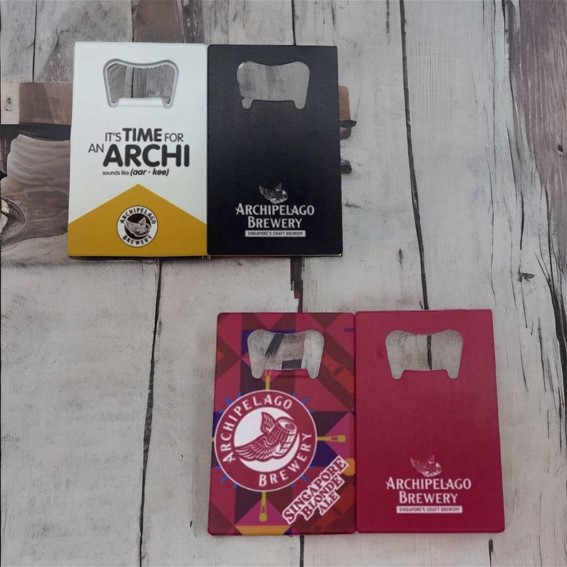 IT'S TIME FOR
AN ARCHI
sounds like (aar · kee)
ARCHIPELAGO
BREWERY
ARCHIPELAGO
BREWERY
SINGAPORE'S CRAFT BREWERY
ARCHIPELAGO
BREWERY
SINGAPORE
BLONDE
ALE
ARCHIPELAGO
BREWERY
SINGAPORE'S CRAFT BREWERY